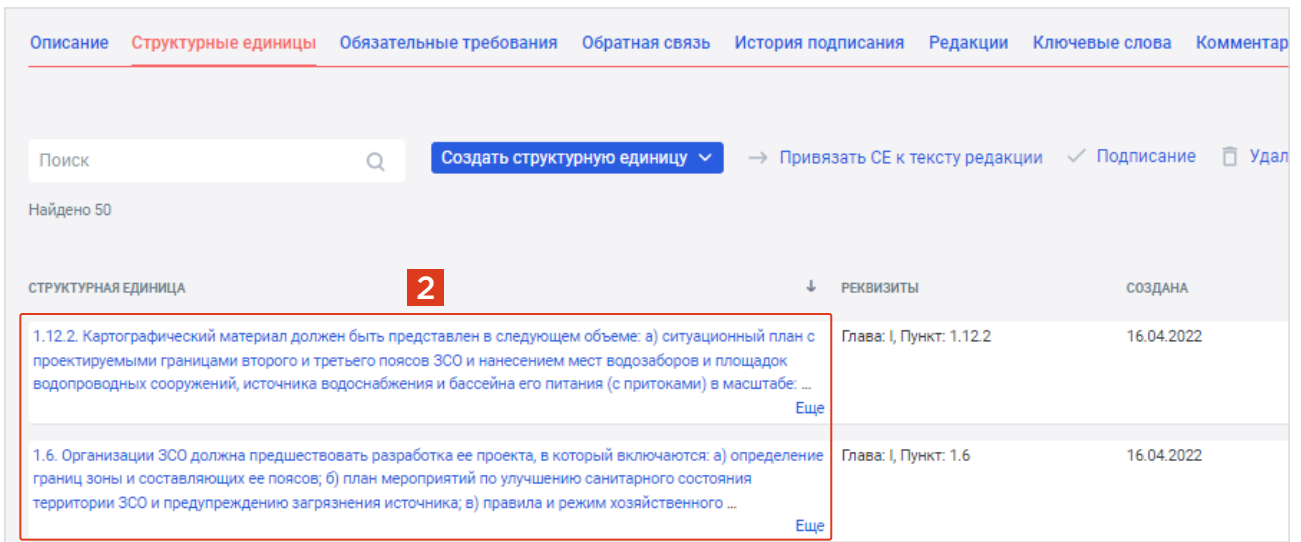 Описание Структурные единицы Обязательные требования Обратная связь История подписания Редакции Ключевые слова Комментар
Поиск Создать структурную единицу Привязать СЕ к тексту редакции Подписание Удал
Найдено 50
2
СТРУКТУРНАЯ ЕДИНИЦА РЕКВИЗИТЫ СОЗДАНА
1.12.2. Картографический материал должен быть представлен в следующем объеме: а) ситуационный план с Глава: I, Пункт: 1.12.2 16.04.2022
проектируемыми границами второго и третьего поясов ЗСО и нанесением мест водозаборов и площадок
водопроводных сооружений, источника водоснабжения и бассейна его питания (с притоками) в масштабе: ...
Еще
1.6. Организации ЗСО должна предшествовать разработка ее проекта, в который включаются: а) определение Глава: I, Пункт: 1.6 16.04.2022
границ зоны и составляющих ее поясов; б) план мероприятий по улучшению санитарного состояния
территории ЗСО и предупреждению загрязнения источника; в) правила и режим хозяйственного ...
Еще